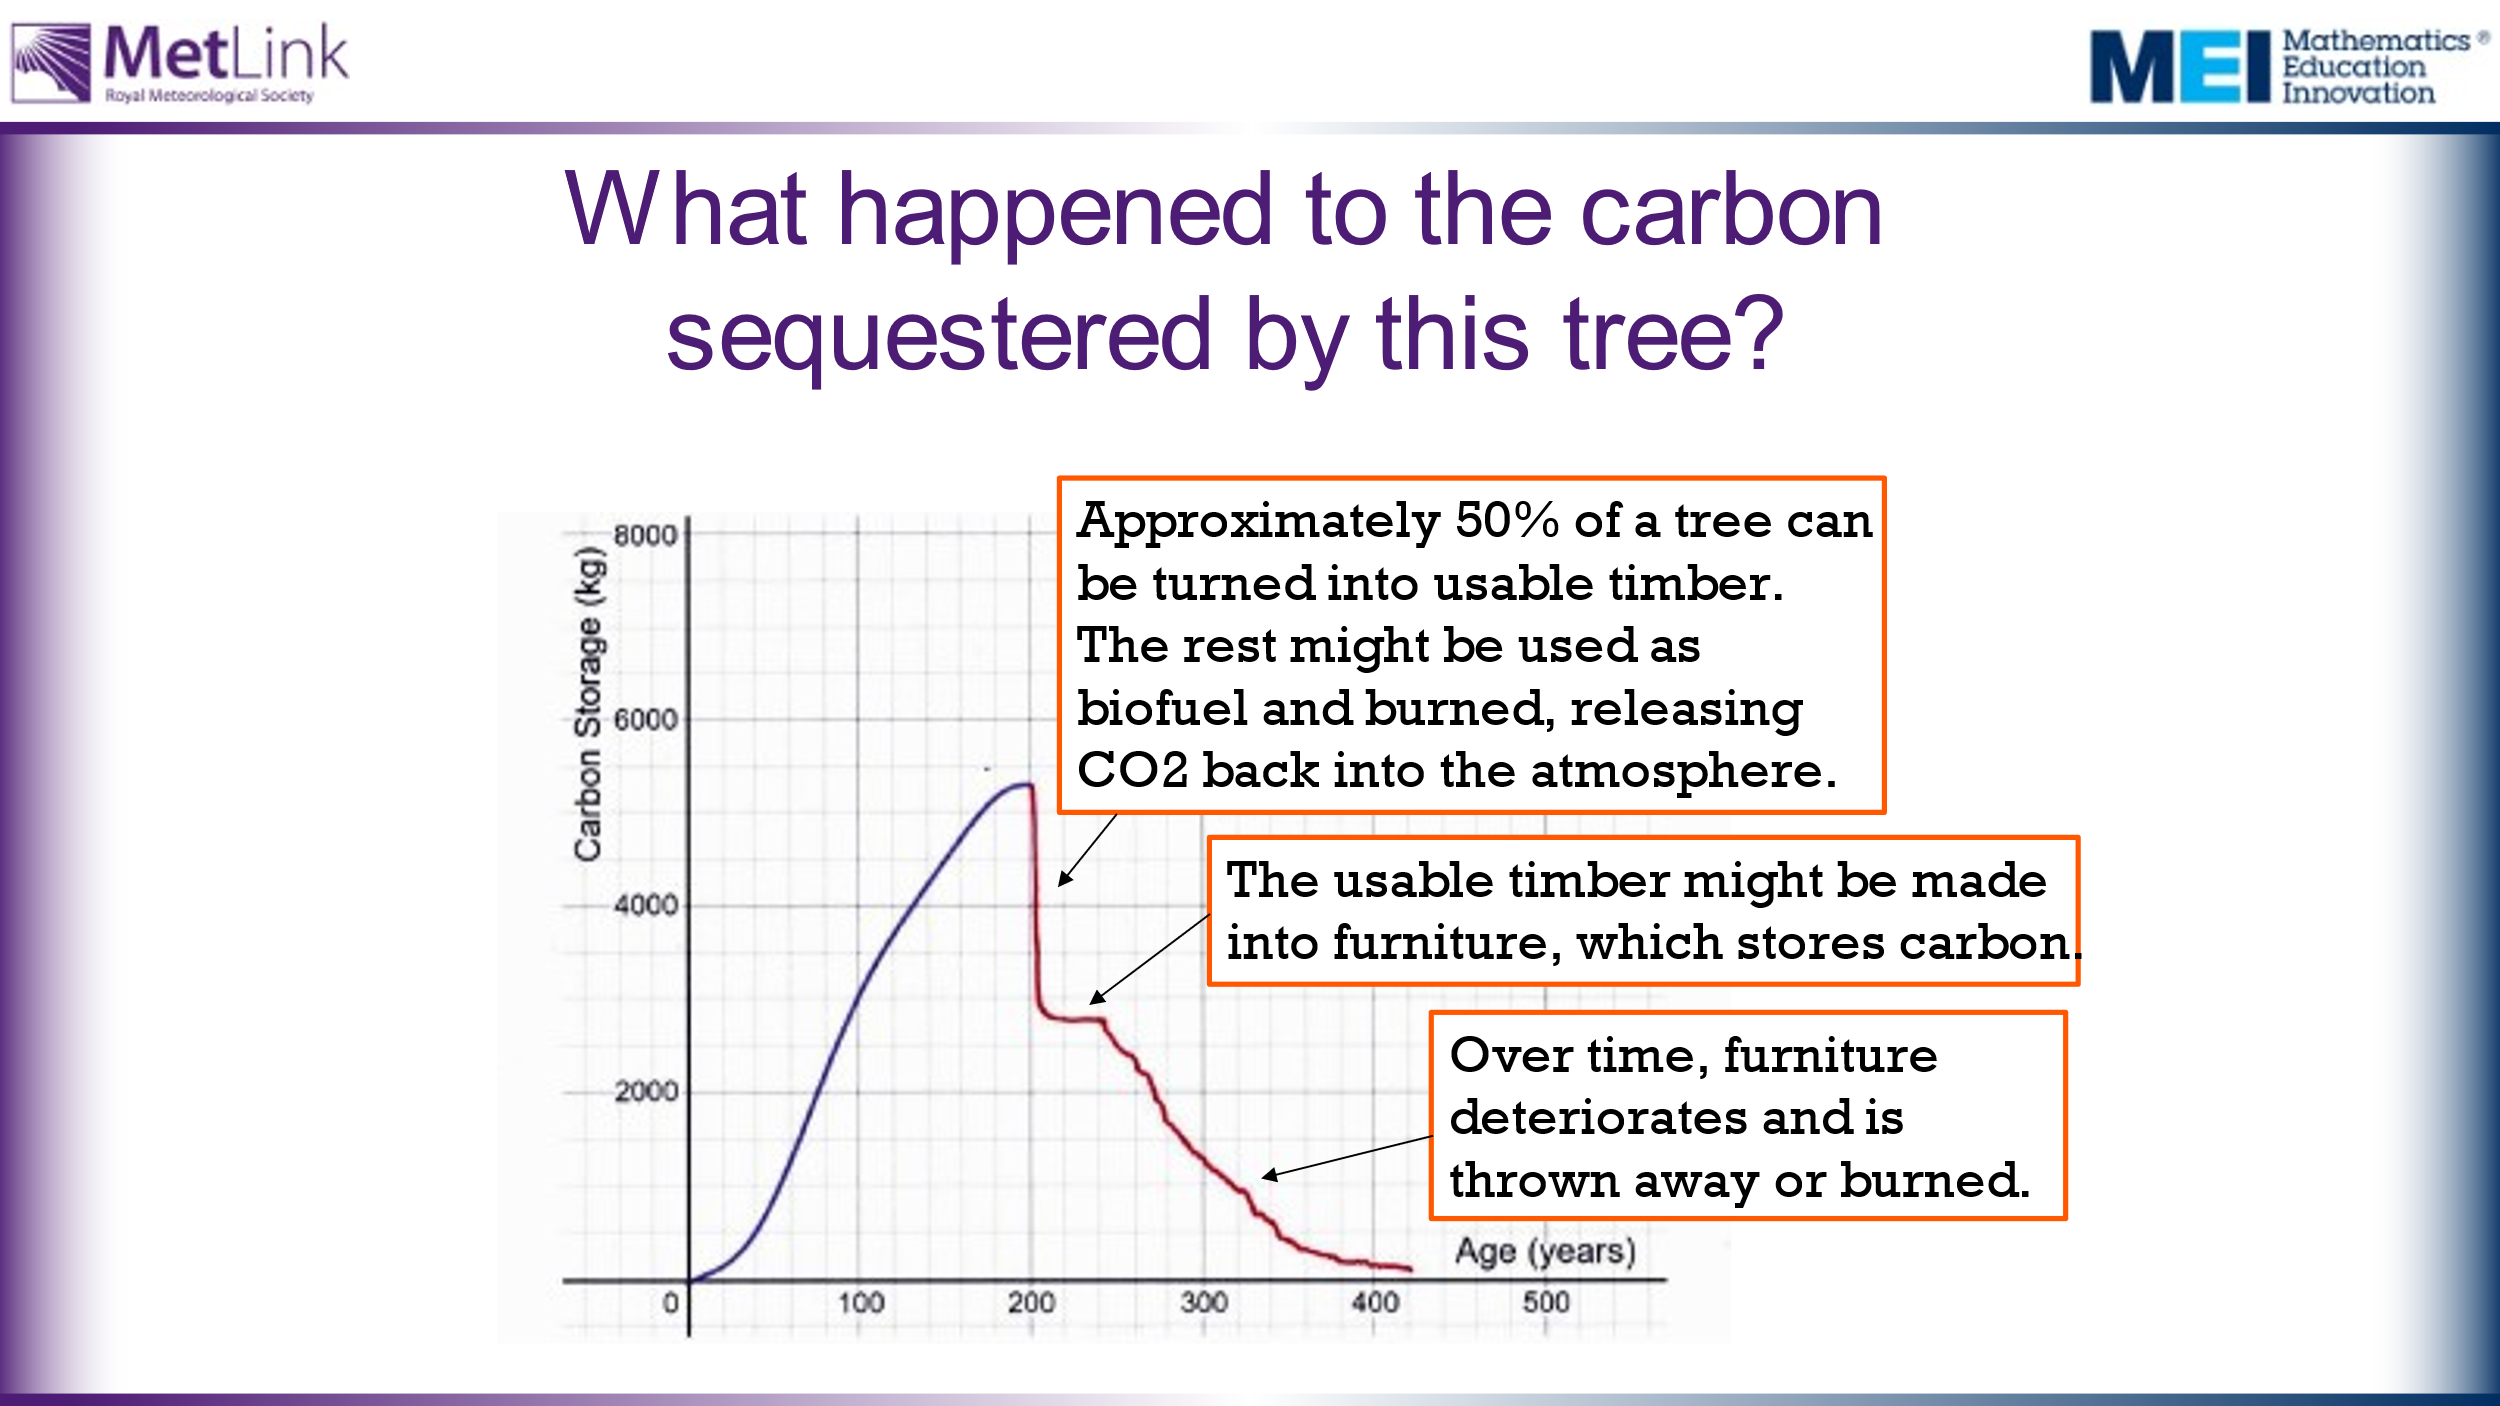 MetLink
Royal Meteorological Society
MEI
Mathematics ®
Education
Innovation
What happened to the carbon
sequestered by this tree?
Approximately 50% of a tree can
be turned into usable timber.
The rest might be used as
biofuel and burned, releasing
CO2 back into the atmosphere.
The usable timber might be made
into furniture, which stores carbon.
Over time, furniture
deteriorates and is
thrown away or burned.
Carbon Storage (kg)
8000
6000
4000
2000
Age (years)
0 100 200 300 400 500